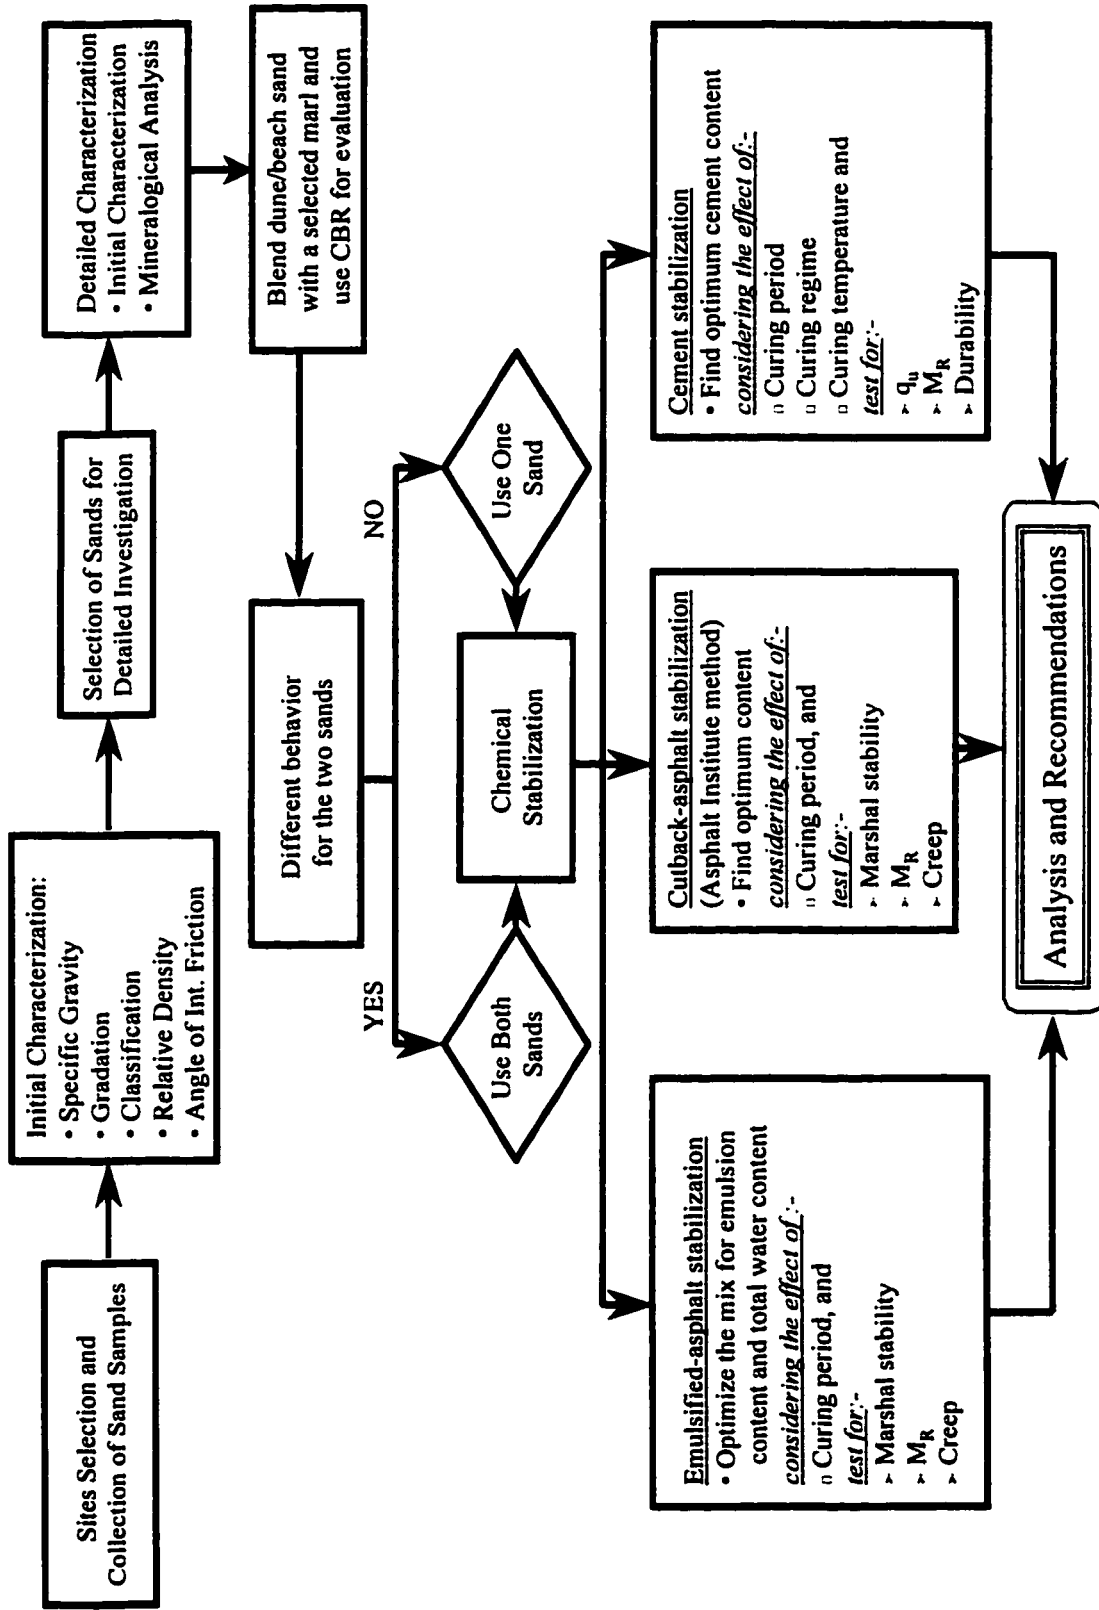 Sites Selection and
Collection of Sand Samples
Initial Characterization:
• Specific Gravity
• Gradation
• Classification
• Relative Density
• Angle of Int. Friction
Selection of Sands for
Detailed Investigation
Detailed Characterization
• Initial Characterization
• Mineralogical Analysis
Blend dune/beach sand
with a selected marl and
use CBR for evaluation
Different behavior
for the two sands
YES
NO
Use Both
Sands
Chemical
Stabilization
Use One
Sand
Emulsified-asphalt stabilization
• Optimize the mix for emulsion
content and total water content
considering the effect of :-
▫ Curing period, and
test for:-
➢ Marshal stability
➢ M_R
➢ Creep
Cutback-asphalt stabilization
(Asphalt Institute method)
• Find optimum content
considering the effect of:-
▫ Curing period, and
test for:-
➢ Marshal stability
➢ M_R
➢ Creep
Cement stabilization
• Find optimum cement content
considering the effect of:-
▫ Curing period
▫ Curing regime
▫ Curing temperature and
test for:-
➢ q_u
➢ M_R
➢ Durability
Analysis and Recommendations